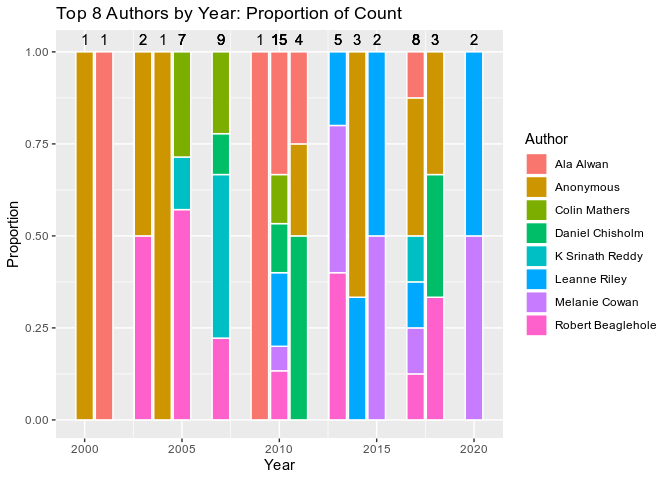 Top 8 Authors by Year: Proportion of Count
1 1 2 1 7 9 1 15 4 5 3 2 8 3 2
1.00
0.75
0.50
0.25
0.00
Proportion
2000 2005 2010 2015 2020
Year
Author
Ala Alwan
Anonymous
Colin Mathers
Daniel Chisholm
K Srinath Reddy
Leanne Riley
Melanie Cowan
Robert Beaglehole